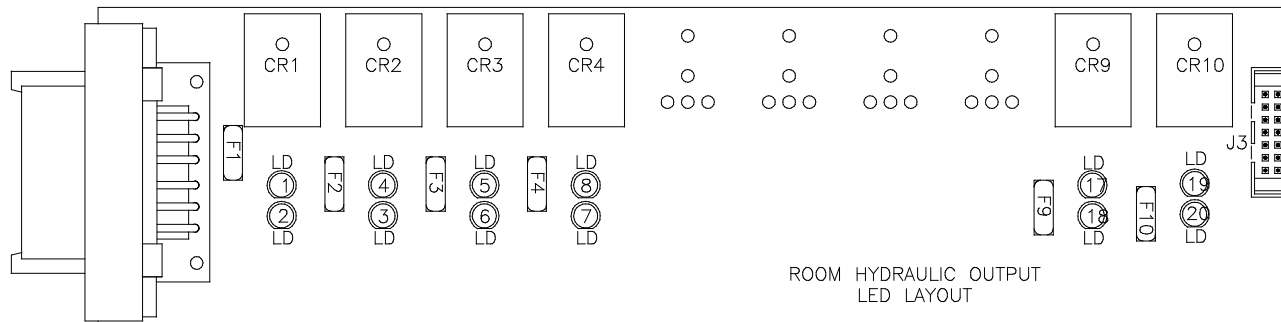 CR1 CR2 CR3 CR4 CR9 CR10
J3
F1 F2 F3 F4 F9 F10
LD LD LD LD LD LD
1 4 5 8 17 19
2 3 6 7 18 20
LD LD LD LD LD LD
ROOM HYDRAULIC OUTPUT
LED LAYOUT